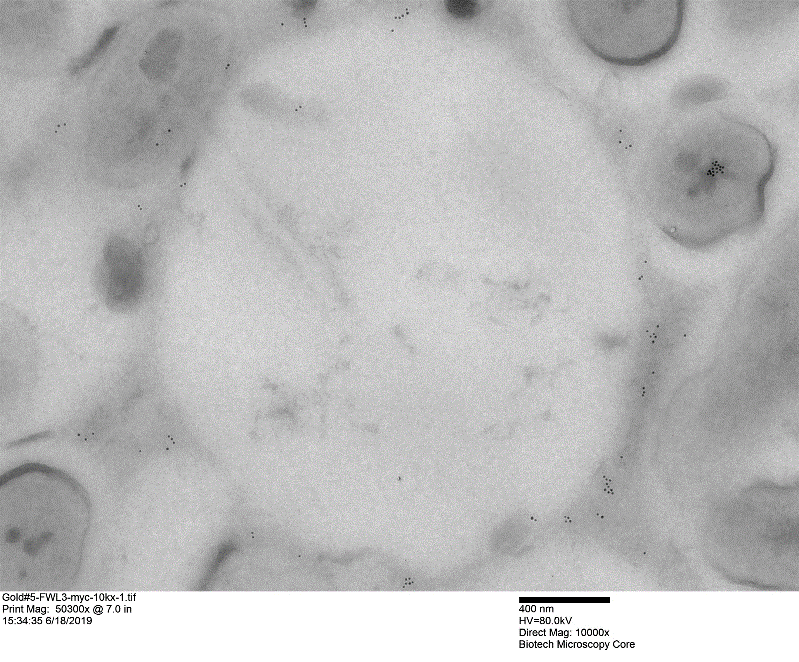 Gold#5-FWL3-myc-10kx-1.tif
Print Mag: 50300x @ 7.0 in
15:34:35 6/18/2019
400 nm
HV=80.0kV
Direct Mag: 10000x
Biotech Microscopy Core